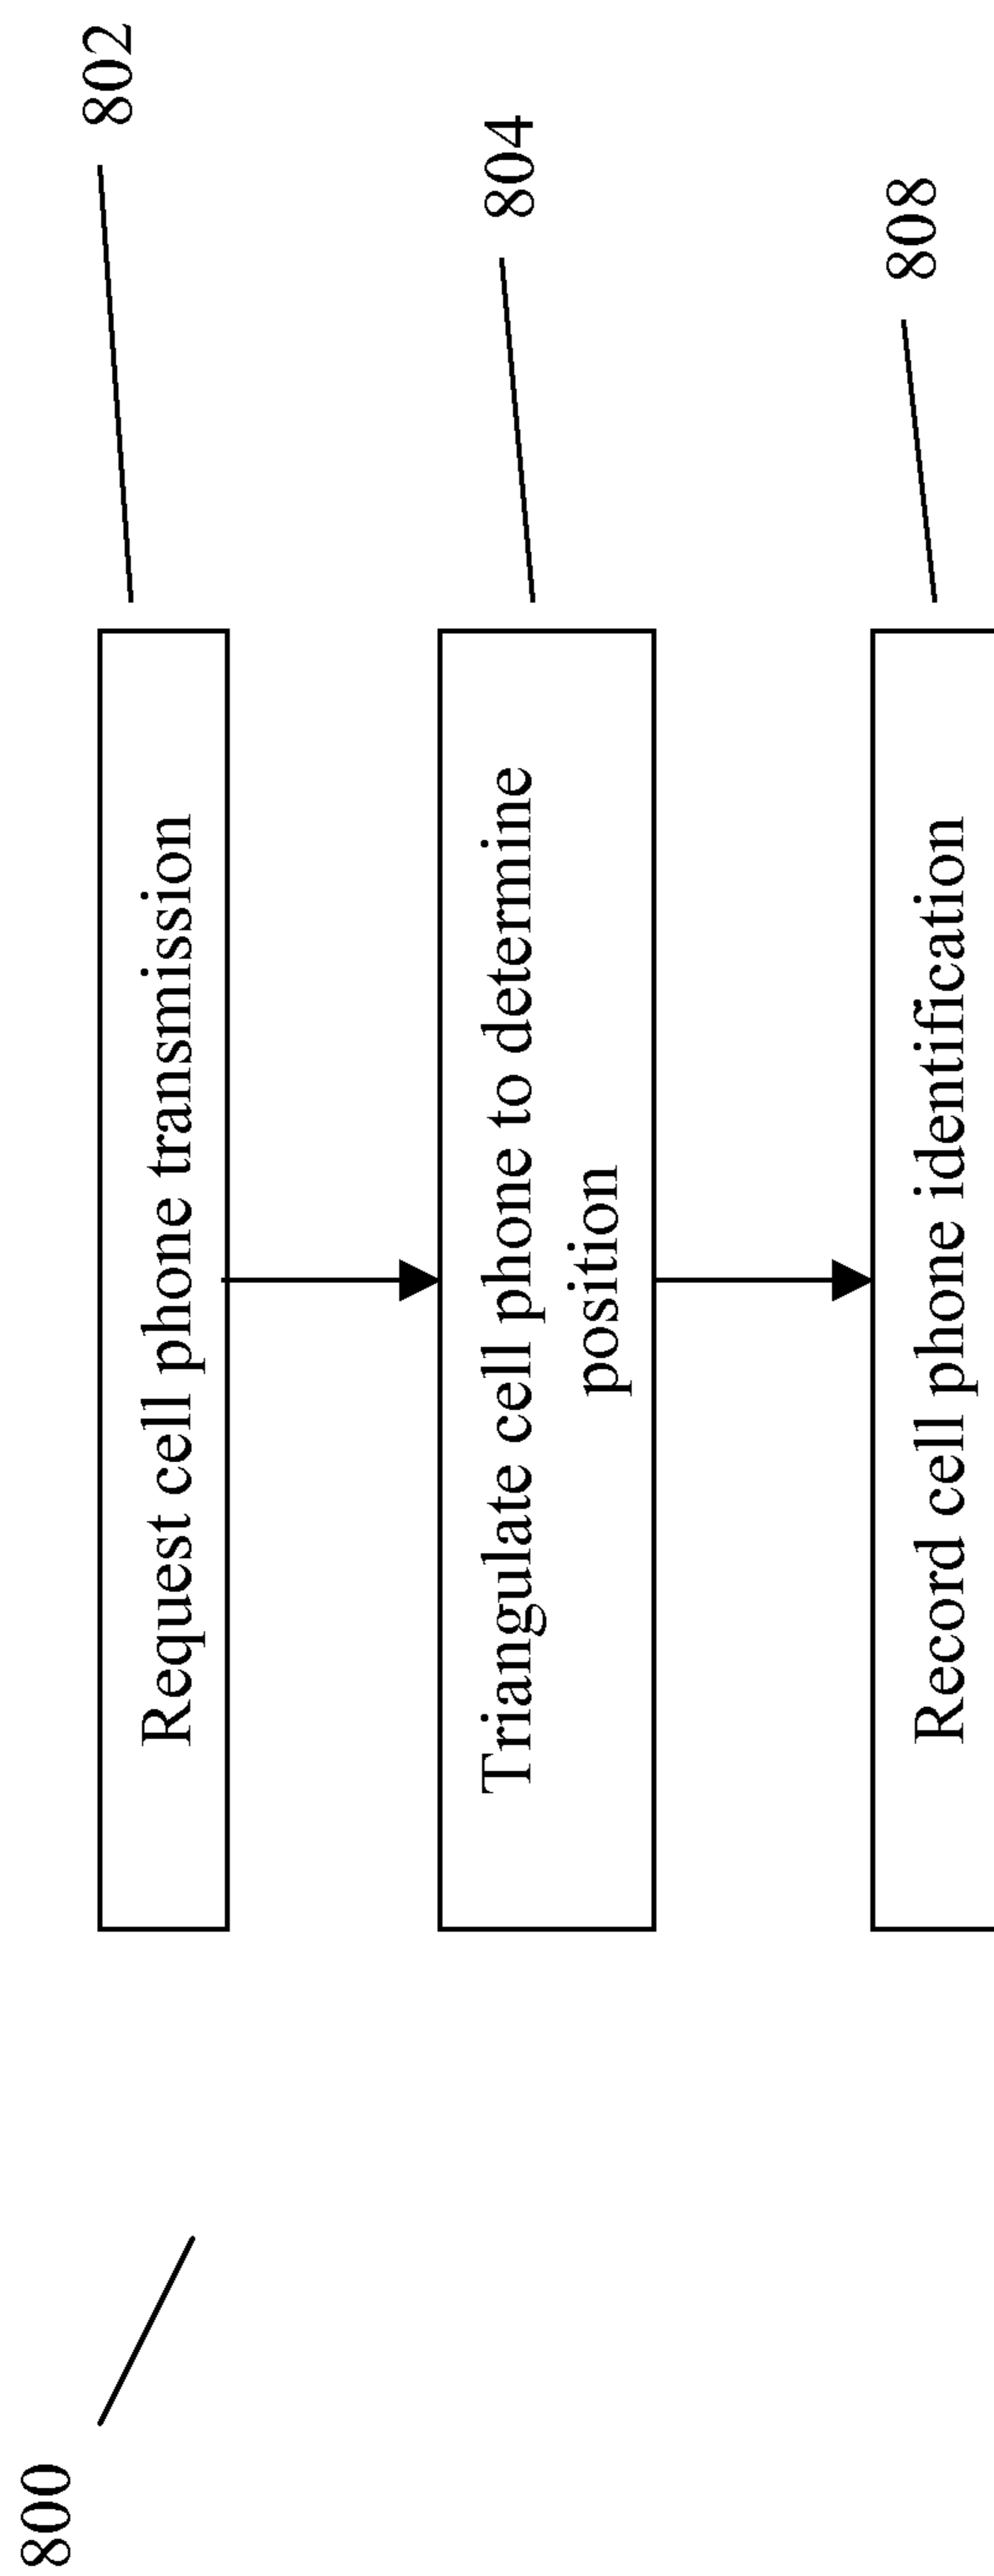 800
802
Request cell phone transmission
804
Triangulate cell phone to determine
position
808
Record cell phone identification